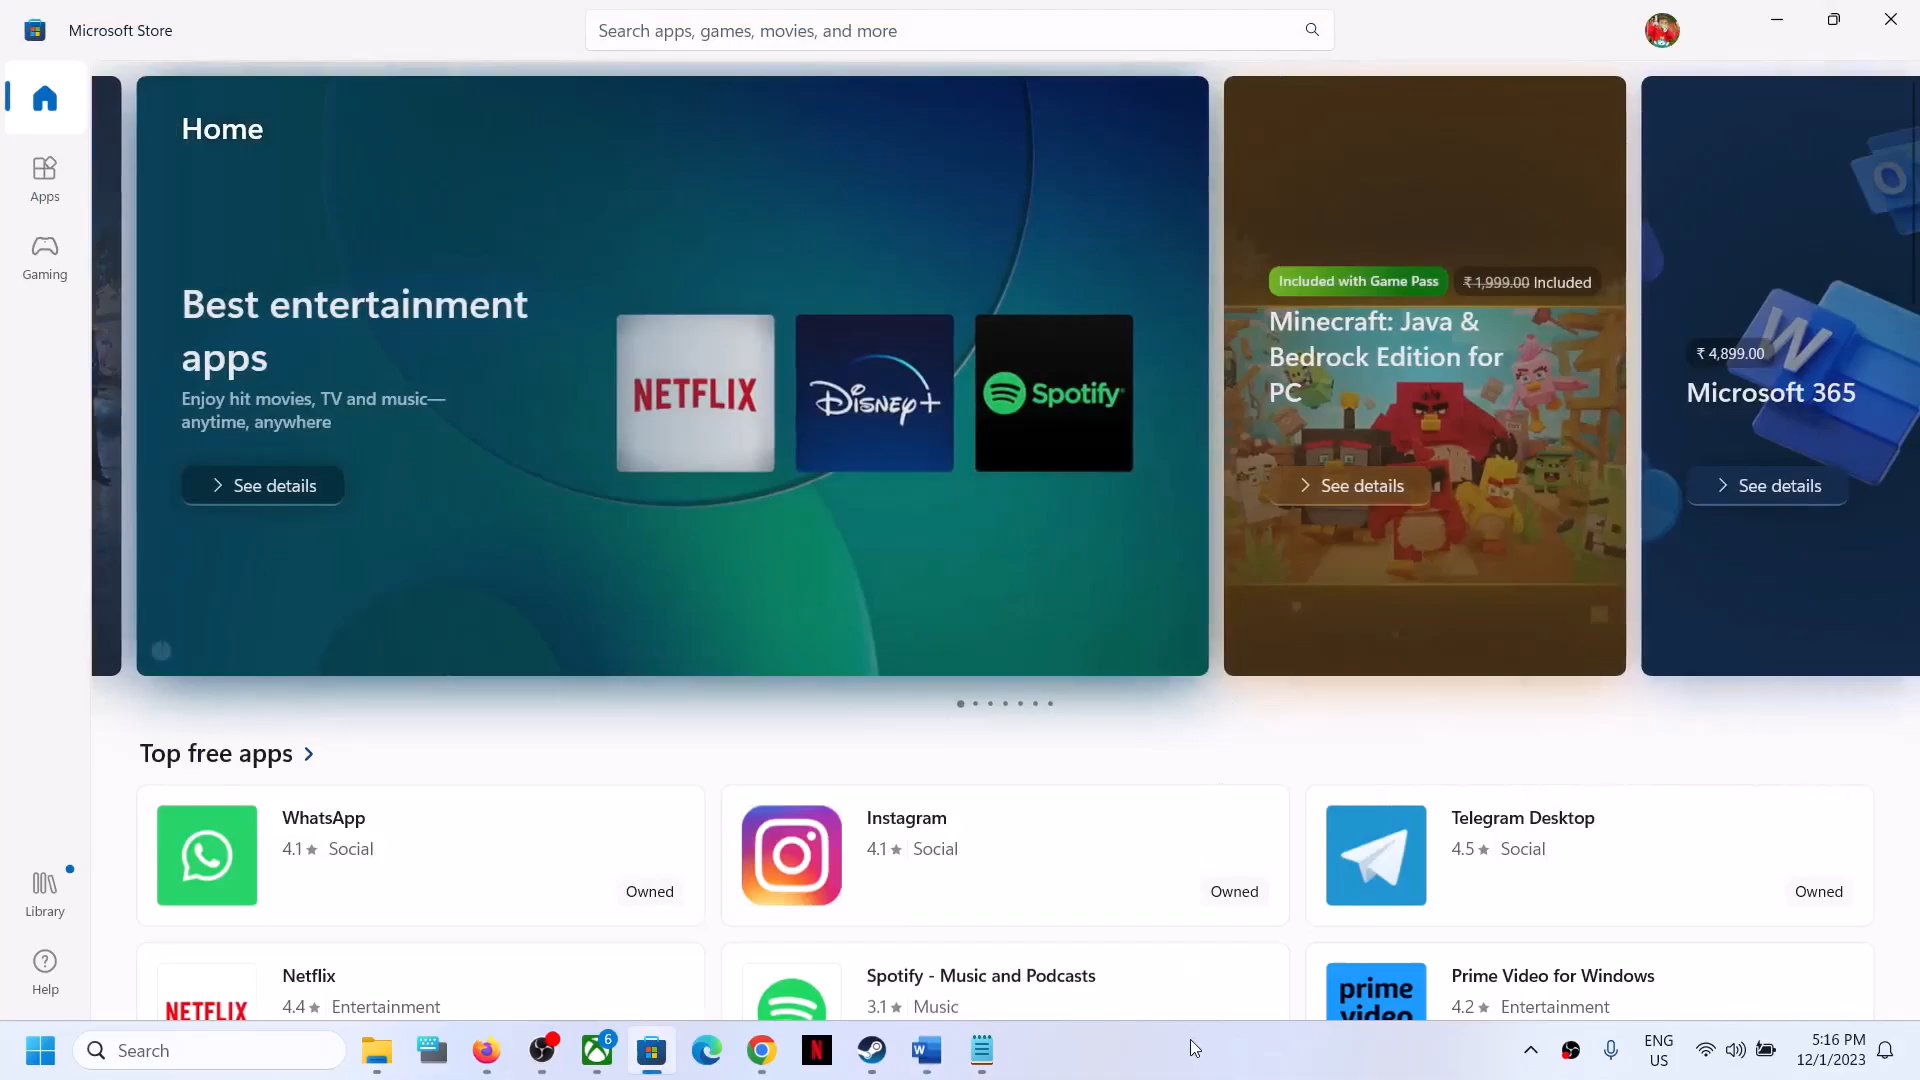 Microsoft Store
Search apps, games, movies, and more
Apps
Gaming
Library
Help
Home
Best entertainment
apps
Enjoy hit movies, TV and music—
anytime, anywhere
See details
NETFLIX
Disney+
Spotify
Included with Game Pass
₹ 1,999.00 Included
Minecraft: Java &
Bedrock Edition for
PC
See details
₹ 4,899.00
Microsoft 365
See details
O
W
Top free apps
WhatsApp
4.1 ★ Social
Owned
Instagram
4.1 ★ Social
Owned
Telegram Desktop
4.5 ★ Social
Owned
NETFLIX
Netflix
4.4 ★ Entertainment
Spotify - Music and Podcasts
3.1 ★ Music
prime
video
Prime Video for Windows
4.2 ★ Entertainment
Search
6
N
W
ENG
US
5:16 PM
12/1/2023